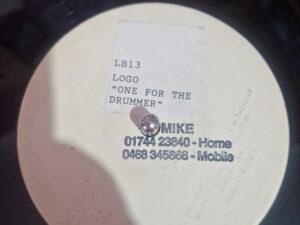 LB13
LOGO
"ONE FOR THE
DRUMMER"
MIKE
01744 23840 - Home
0468 345868 - Mobile